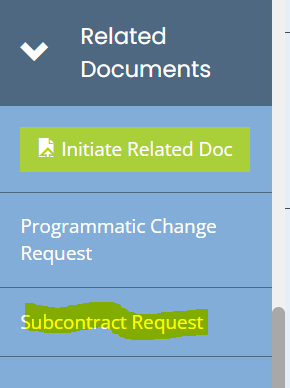 Related
Documents
Initiate Related Doc
Programmatic Change
Request
Subcontract Request